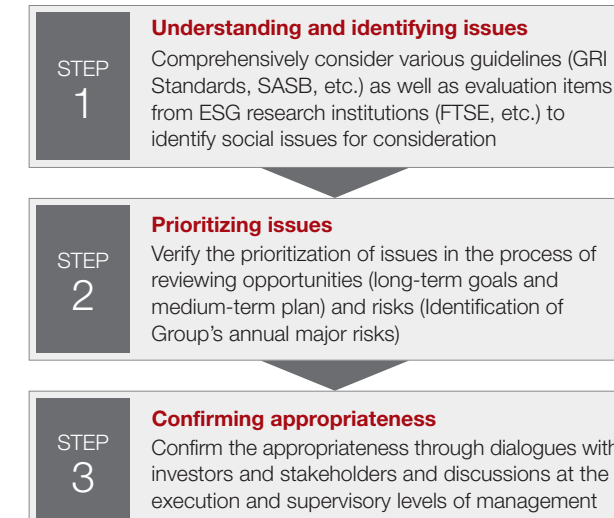 STEP
1
Understanding and identifying issues
Comprehensively consider various guidelines (GRI
Standards, SASB, etc.) as well as evaluation items
from ESG research institutions (FTSE, etc.) to
identify social issues for consideration
STEP
2
Prioritizing issues
Verify the prioritization of issues in the process of
reviewing opportunities (long-term goals and
medium-term plan) and risks (Identification of
Group's annual major risks)
STEP
3
Confirming appropriateness
Confirm the appropriateness through dialogues with
investors and stakeholders and discussions at the
execution and supervisory levels of management